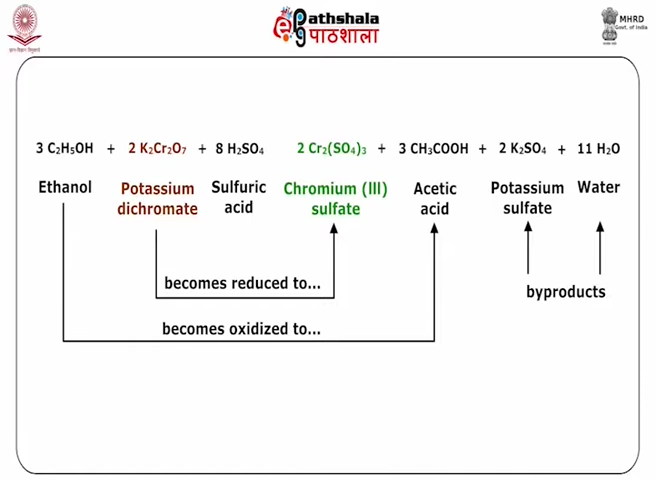 ePathshala
पाठशाला
MHRD
Govt. of India
3 C₂H₅OH + 2 K₂Cr₂O₇ + 8 H₂SO₄ 2 Cr₂(SO₄)₃ + 3 CH₃COOH + 2 K₂SO₄ + 11 H₂O
Ethanol Potassium Sulfuric Chromium (III) Acetic Potassium Water
dichromate acid sulfate acid sulfate
becomes reduced to...
byproducts
becomes oxidized to...